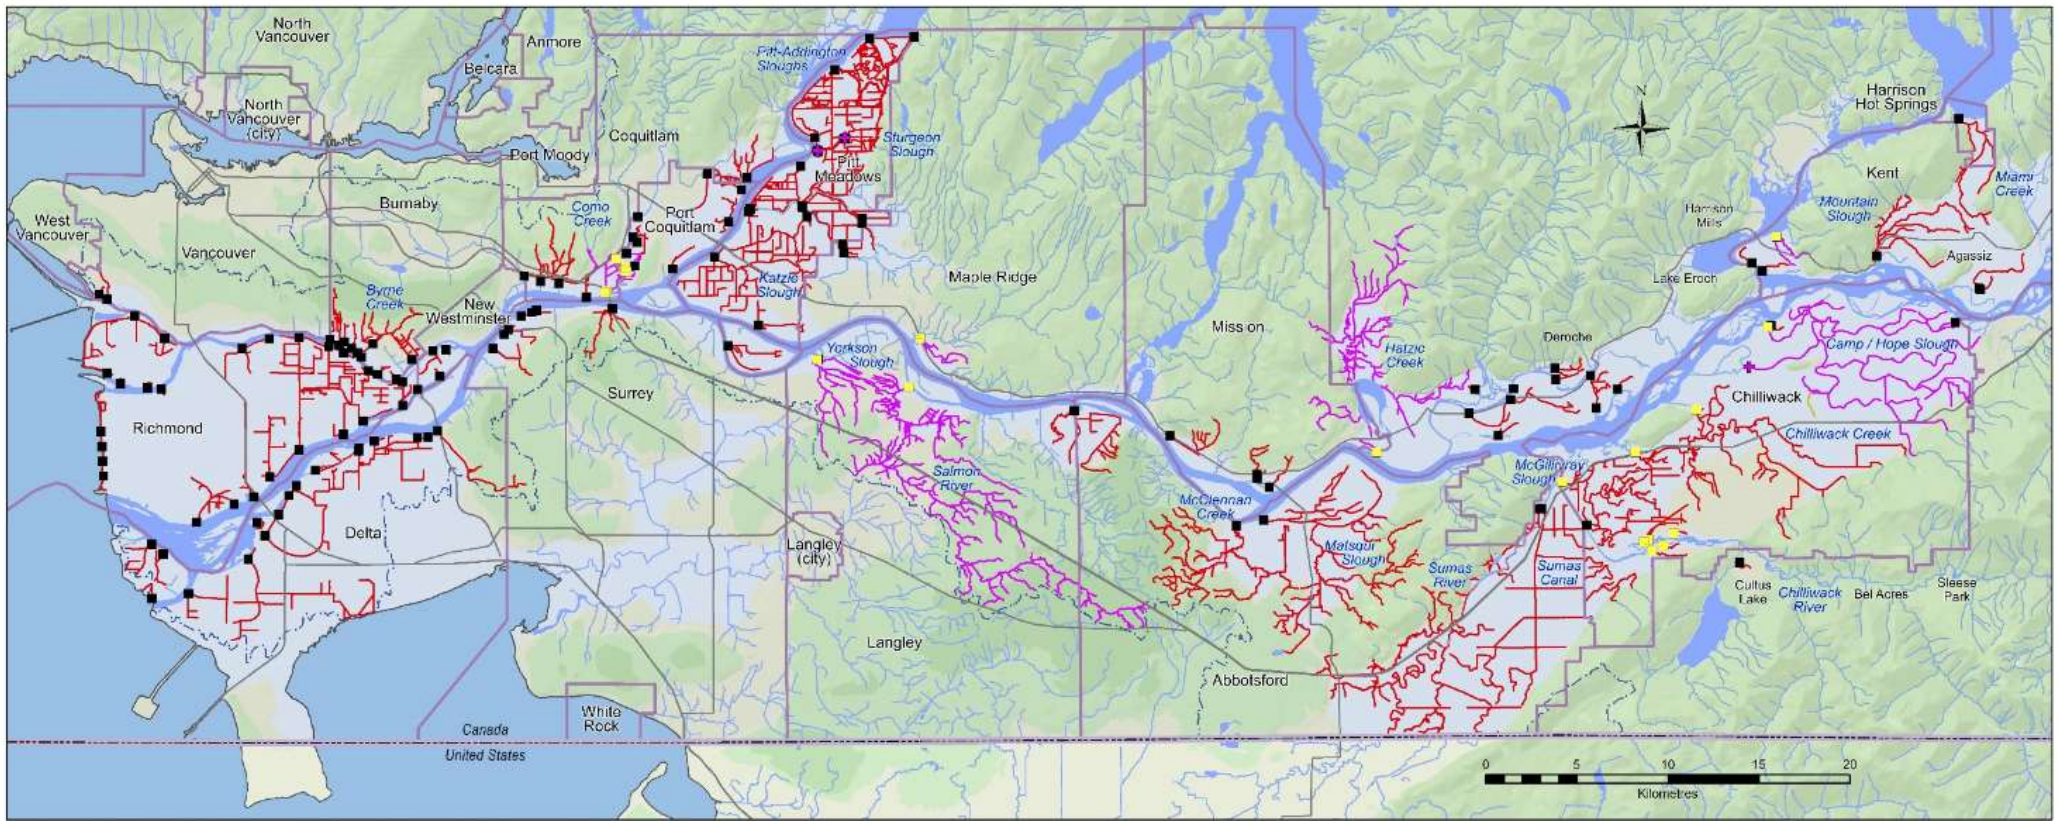 North
Vancouver
Anmore
Belcara
Pitt-Addington
Sloughs
Harrison
Hot Springs
North
Vancouver
(city)
Coquitlam
Port Moody
Sturgeon
Slough
Pitt
Meadows
N
Kent
Miami
Creek
Mountain
Slough
Harrison
Mills
West
Vancouver
Vancouver
Burnaby
Como
Creek
Port
Coquitlam
Agassiz
Lake Erroch
Byrne
Creek
New
Westminster
Katzie
Slough
Maple Ridge
Mission
Deroche
Hatzic
Creek
Camp / Hope Slough
Yorkson
Slough
Surrey
Chilliwack
Richmond
Chilliwack Creek
Salmon
River
McGillivray
Slough
McClennan
Creek
Delta
Langley
(city)
Matsqui
Slough
Sumas
River
Sumas
Canal
Cultus
Lake
Chilliwack
River
Bel Acres
Sleese
Park
Langley
Abbotsford
White
Rock
Canada
United States
0 5 10 15 20
Kilometres